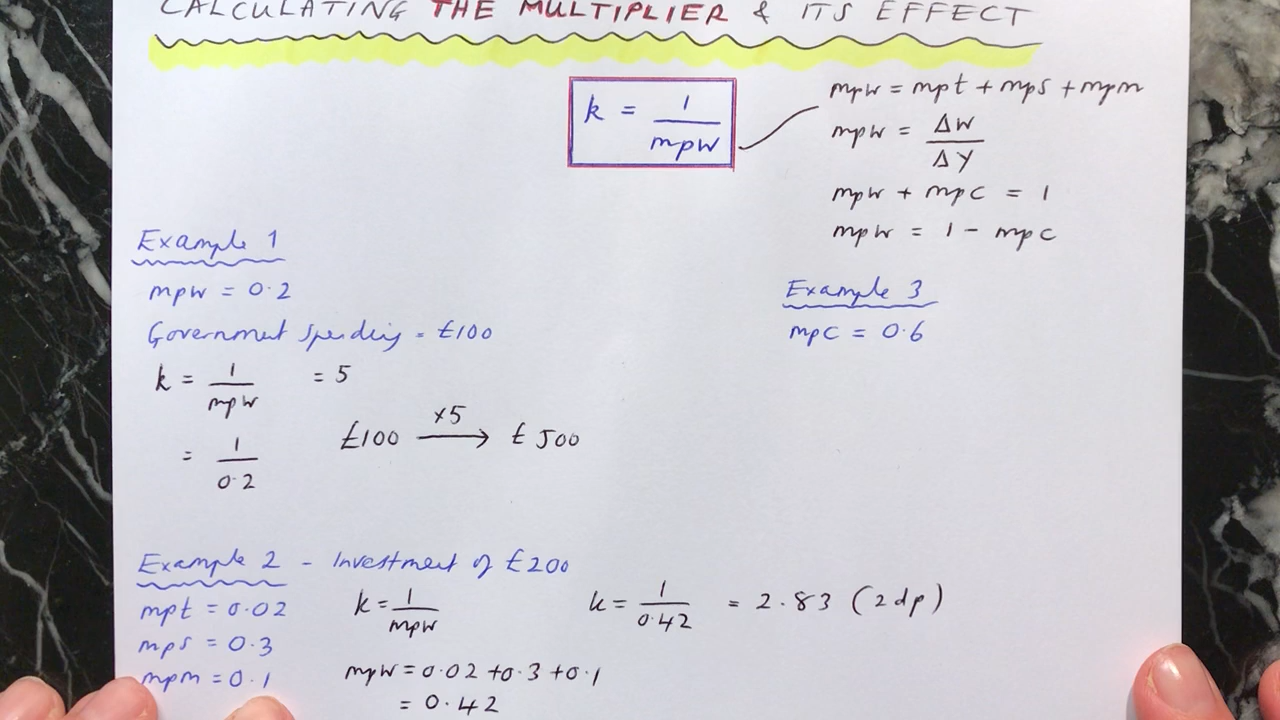 CALCULATING THE MULTIPLIER & ITS EFFECT
k = 1 / mpw
mpw = mpt + mps + mpm
mpw = ΔW / ΔY
mpw + mpc = 1
mpw = 1 - mpc
Example 1
mpw = 0.2
Government spending = £100
k = 1 / mpw = 5
= 1 / 0.2
£100 ×5 → £500
Example 2 - Investment of £200
mpt = 0.02
mps = 0.3
mpm = 0.1
k = 1 / mpw
mpw = 0.02 + 0.3 + 0.1
= 0.42
k = 1 / 0.42 = 2.83 (2dp)
Example 3
mpc = 0.6